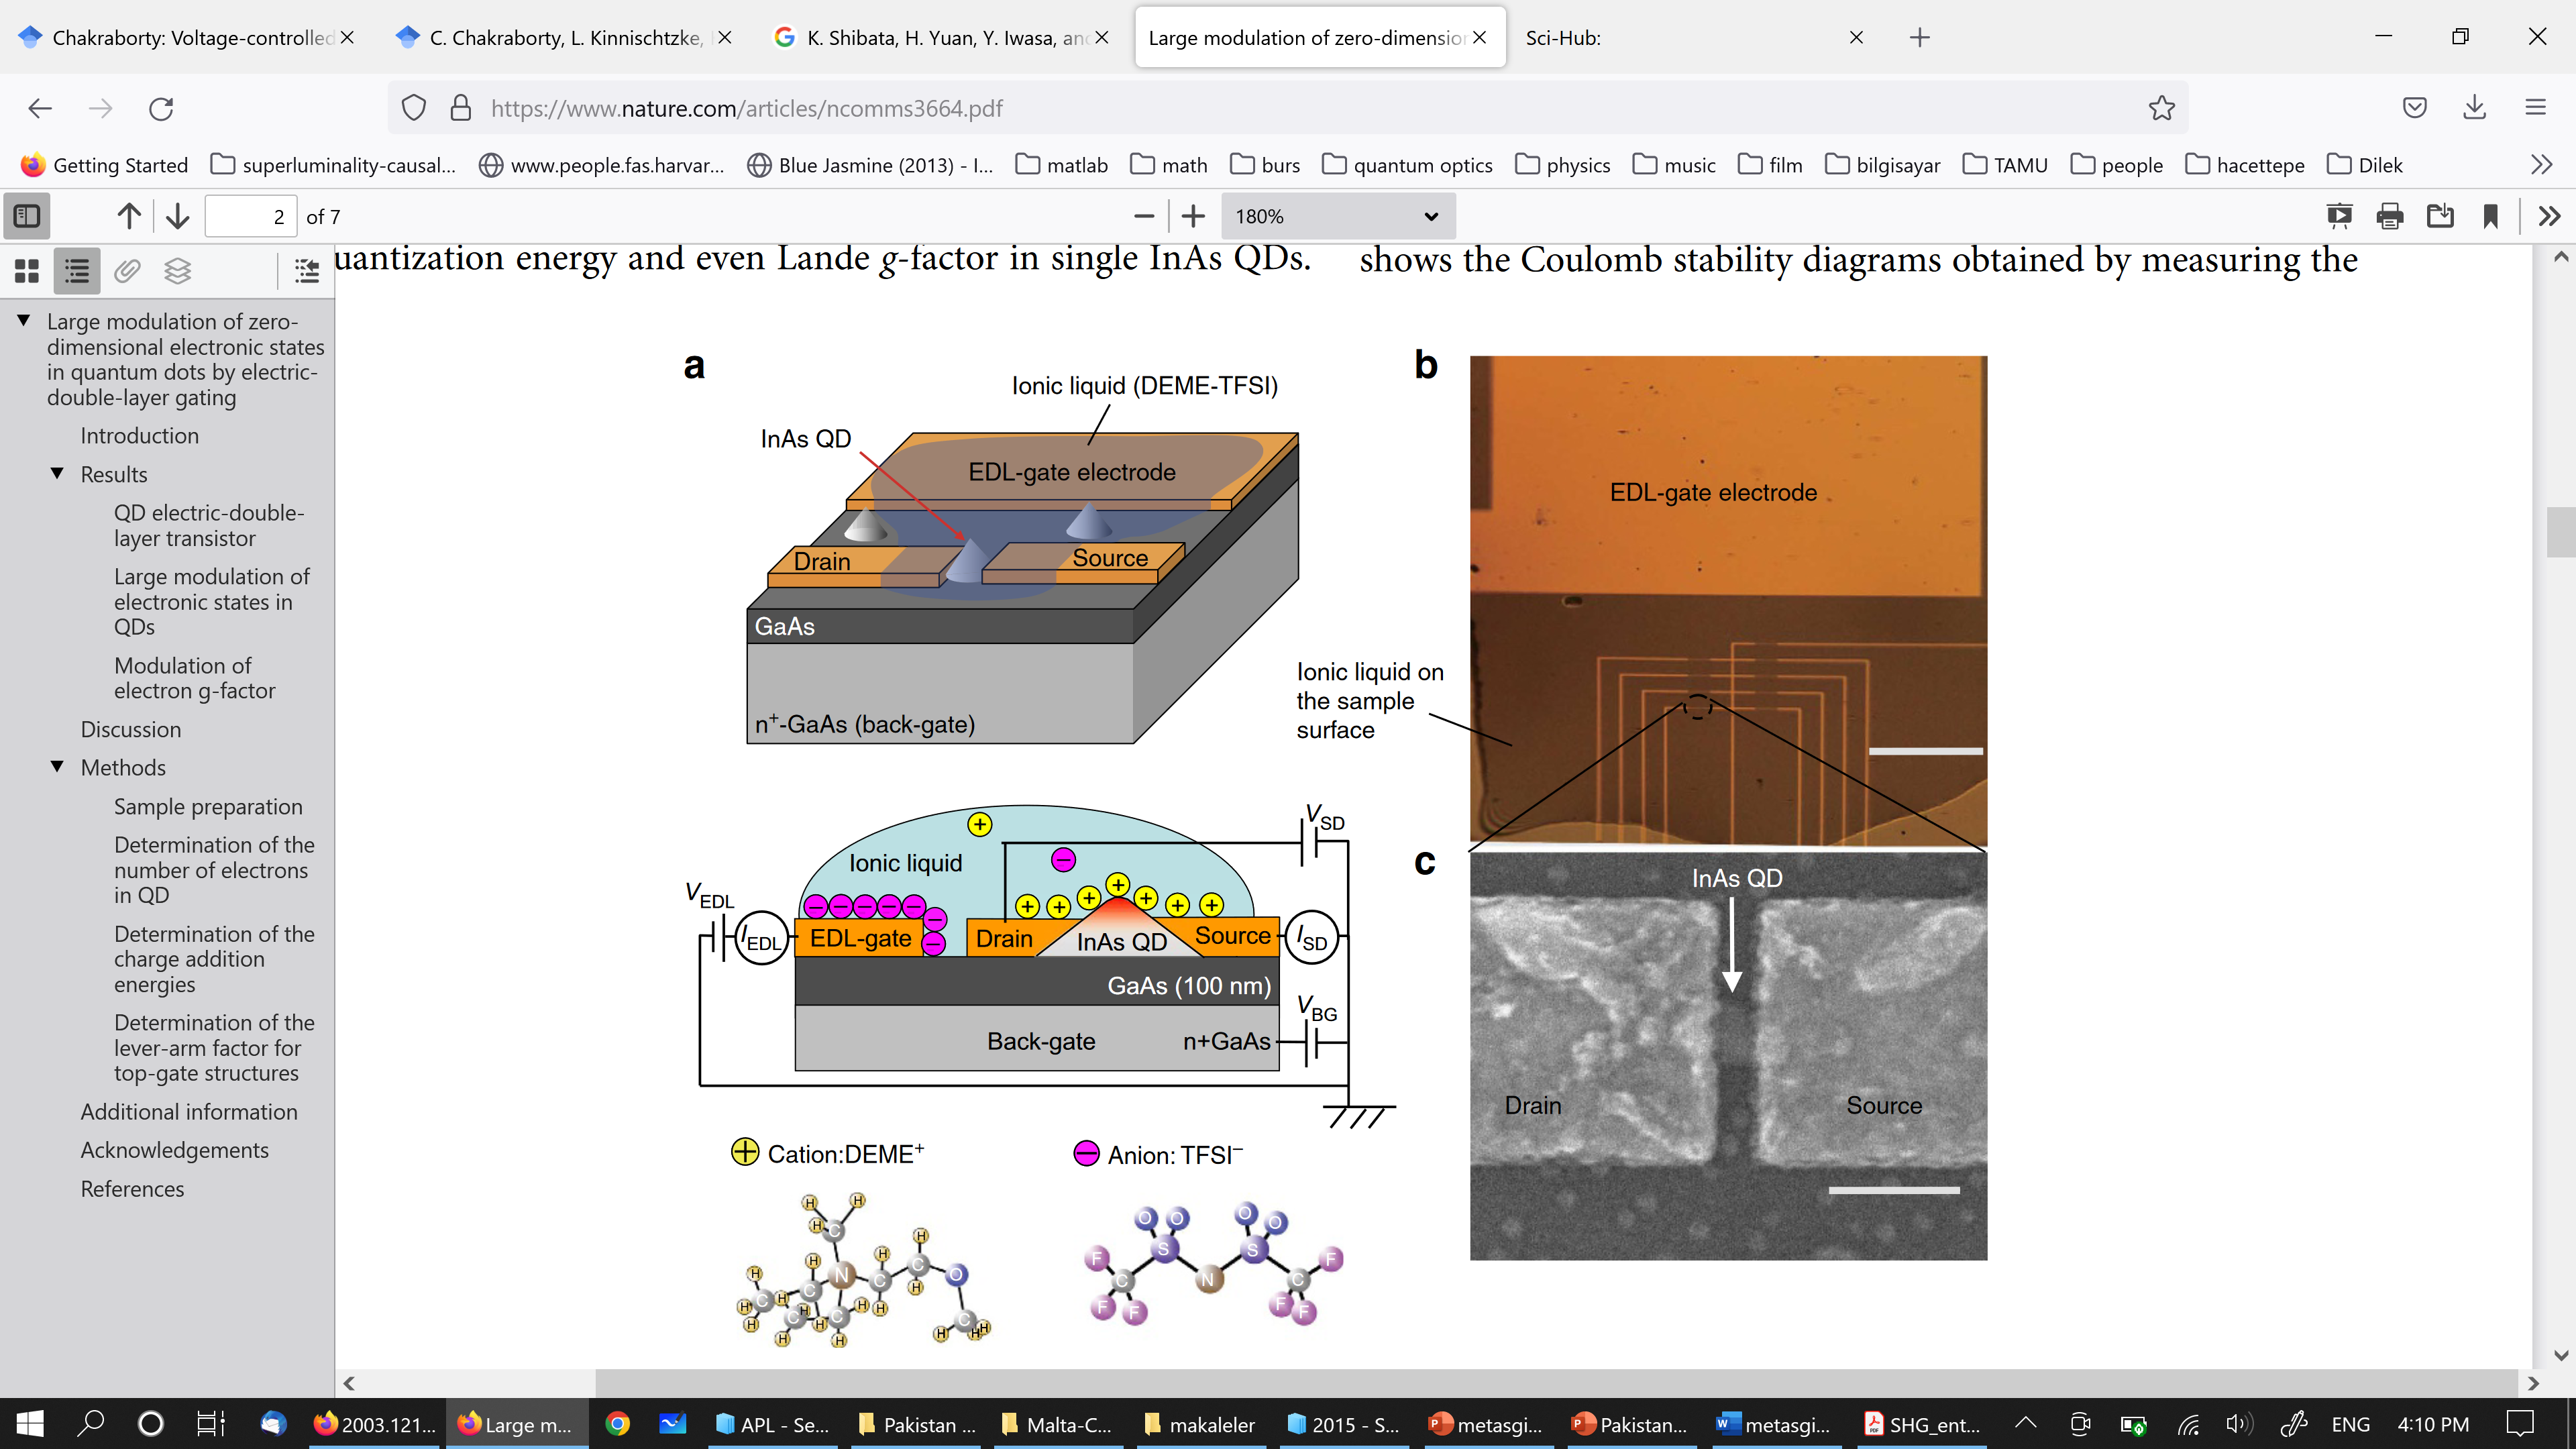 Chakraborty: Voltage-controlled
C. Chakraborty, L. Kinnischtzke,
K. Shibata, H. Yuan, Y. Iwasa, and
Large modulation of zero-dimension
Sci-Hub:
https://www.nature.com/articles/ncomms3664.pdf
Getting Started
superluminality-causal...
www.people.fas.harvar...
Blue Jasmine (2013) - I...
matlab
math
burs
quantum optics
physics
music
film
bilgisayar
TAMU
people
hacettepe
Dilek
2 of 7
180%
Large modulation of zero-
dimensional electronic states
in quantum dots by electric-
double-layer gating
Introduction
Results
QD electric-double-
layer transistor
Large modulation of
electronic states in
QDs
Modulation of
electron g-factor
Discussion
Methods
Sample preparation
Determination of the
number of electrons
in QD
Determination of the
charge addition
energies
Determination of the
lever-arm factor for
top-gate structures
Additional information
Acknowledgements
References
uantization energy and even Lande g-factor in single InAs QDs.
shows the Coulomb stability diagrams obtained by measuring the
a
Ionic liquid (DEME-TFSI)
InAs QD
EDL-gate electrode
Drain
Source
GaAs
n+-GaAs (back-gate)
VSD
Ionic liquid
VEDL
IEDL
EDL-gate
Drain
InAs QD
Source
ISD
GaAs (100 nm)
VBG
Back-gate
n+GaAs
+ Cation:DEME+
− Anion: TFSI−
H H H C H H H C H C H C H N C H H C H H C H H O C H H H
O O O O S S F C F F N C F F F
b
EDL-gate electrode
Ionic liquid on
the sample
surface
c
InAs QD
Drain
Source
2003.121...
Large m...
APL - Se...
Pakistan ...
Malta-C...
makaleler
2015 - S...
metasgi...
Pakistan...
metasgi...
SHG_ent...
ENG
4:10 PM